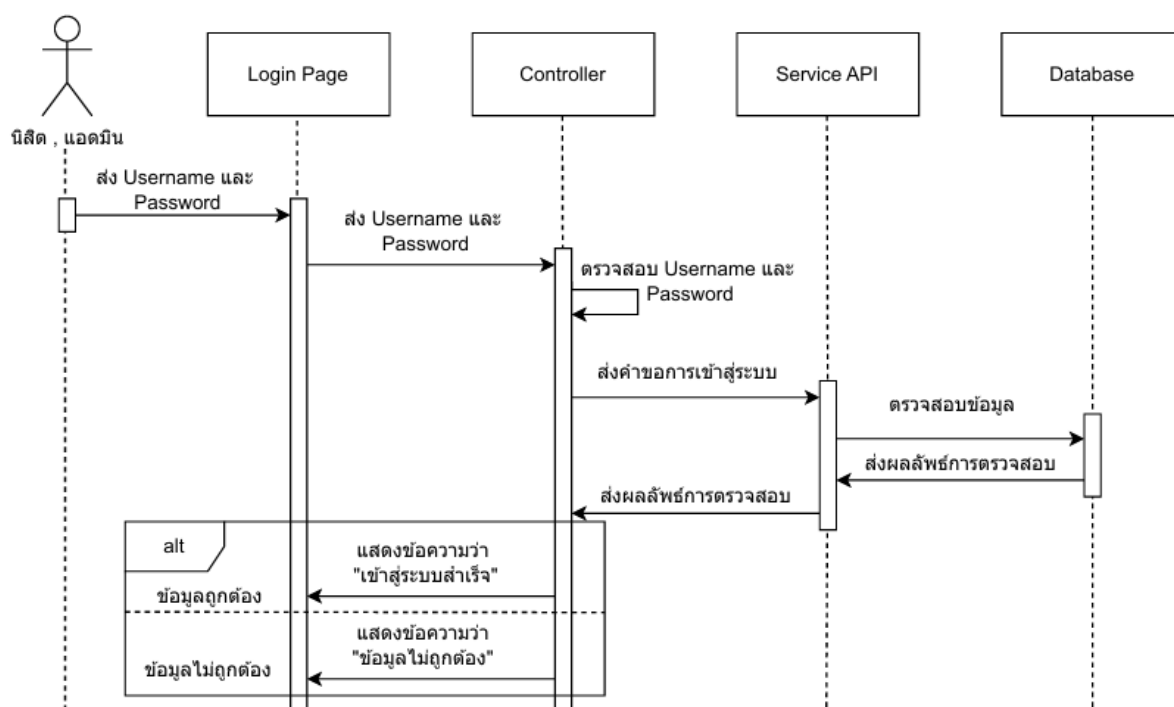 Login Page
Controller
Service API
Database
นิสิต , แอดมิน
ส่ง Username และ
Password
ส่ง Username และ
Password
ตรวจสอบ Username และ
Password
ส่งคำขอการเข้าสู่ระบบ
ตรวจสอบข้อมูล
ส่งผลลัพธ์การตรวจสอบ
ส่งผลลัพธ์การตรวจสอบ
alt
แสดงข้อความว่า
"เข้าสู่ระบบสำเร็จ"
ข้อมูลถูกต้อง
แสดงข้อความว่า
"ข้อมูลไม่ถูกต้อง"
ข้อมูลไม่ถูกต้อง